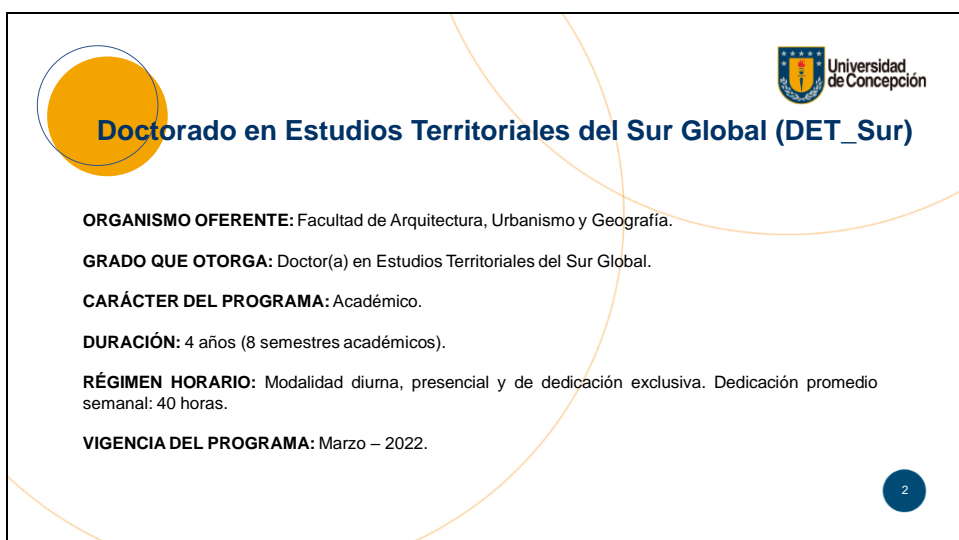 Universidad
de Concepción
Doctorado en Estudios Territoriales del Sur Global (DET_Sur)
ORGANISMO OFERENTE: Facultad de Arquitectura, Urbanismo y Geografía.
GRADO QUE OTORGA: Doctor(a) en Estudios Territoriales del Sur Global.
CARÁCTER DEL PROGRAMA: Académico.
DURACIÓN: 4 años (8 semestres académicos).
RÉGIMEN HORARIO: Modalidad diurna, presencial y de dedicación exclusiva. Dedicación promedio
semanal: 40 horas.
VIGENCIA DEL PROGRAMA: Marzo – 2022.
2